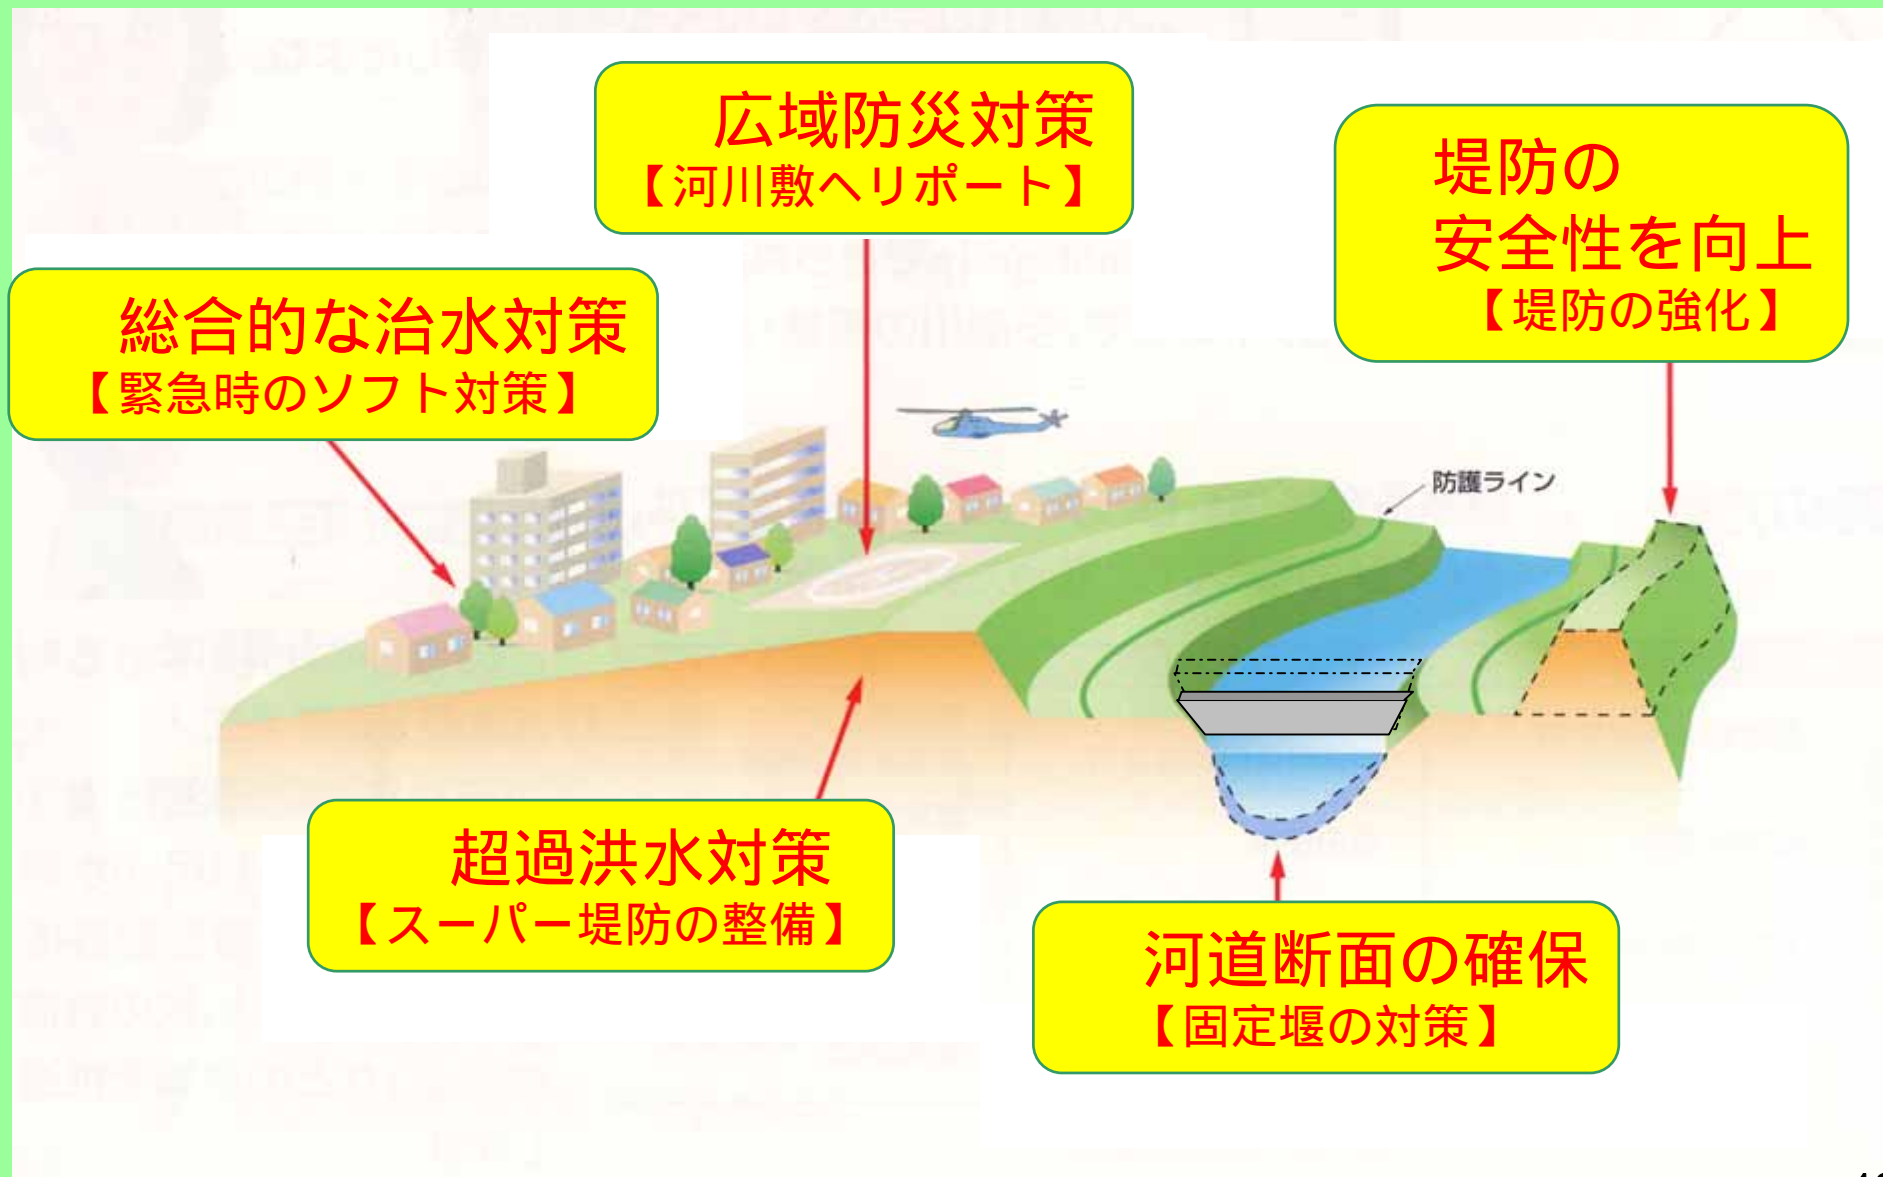 広域防災対策
【河川敷ヘリポート】
堤防の
安全性を向上
【堤防の強化】
総合的な治水対策
【緊急時のソフト対策】
防護ライン
超過洪水対策
【スーパー堤防の整備】
河道断面の確保
【固定堰の対策】